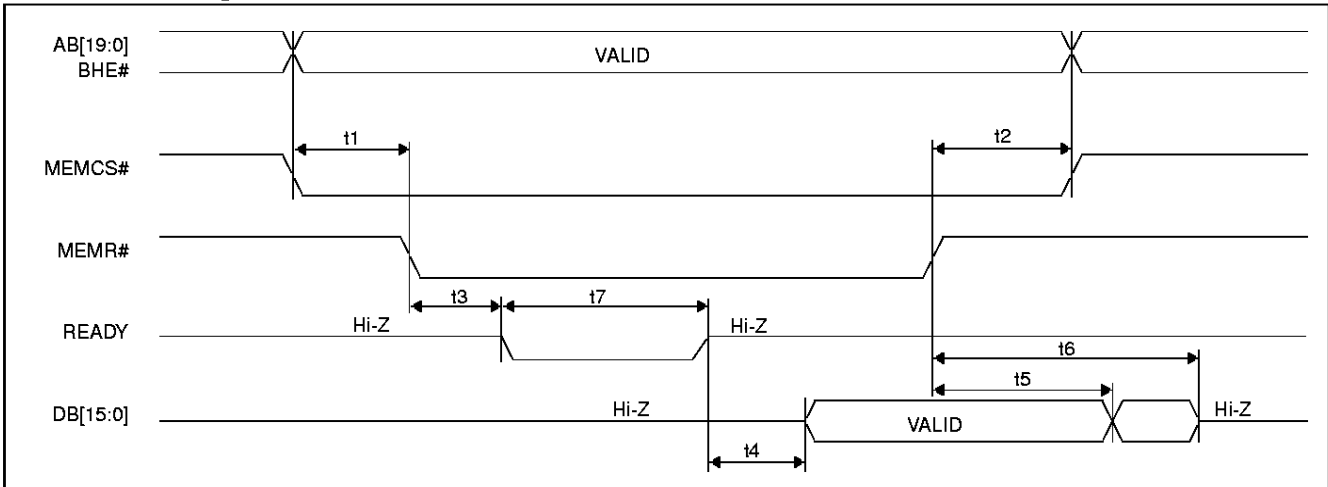 AB[19:0]
BHE#
VALID
t1
t2
MEMCS#
MEMR#
t3
t7
READY
Hi-Z
Hi-Z
t6
t5
DB[15:0]
Hi-Z
VALID
Hi-Z
t4